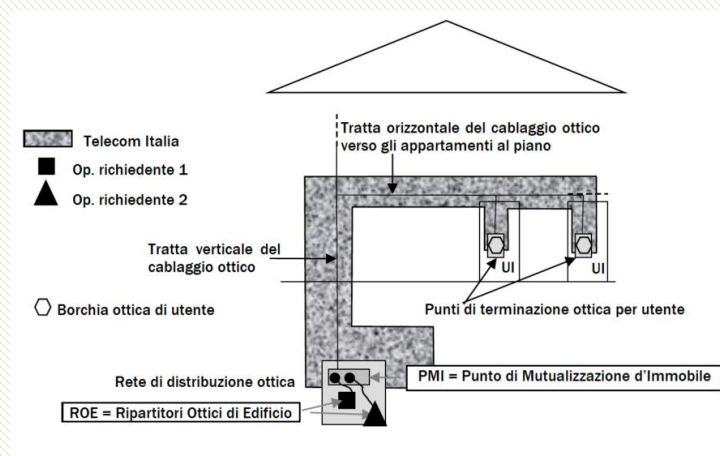 Tratta orizzontale del cablaggio ottico
verso gli appartamenti al piano
Telecom Italia
Op. richiedente 1
Op. richiedente 2
Tratta verticale del
cablaggio ottico
UI
UI
Borchia ottica di utente
Punti di terminazione ottica per utente
Rete di distribuzione ottica
PMI = Punto di Mutualizzazione d'Immobile
ROE = Ripartitori Ottici di Edificio